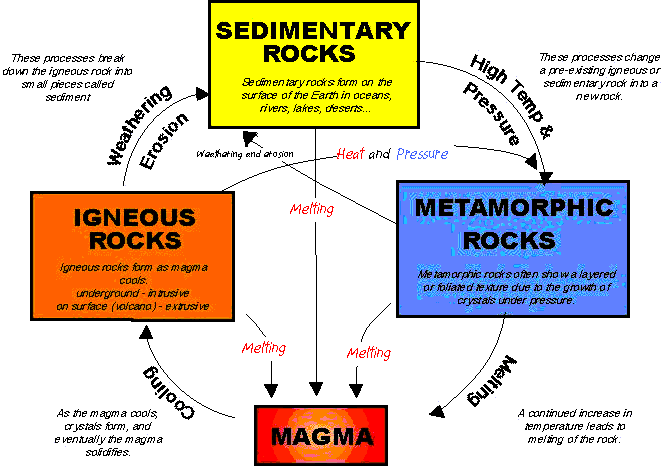 SEDIMENTARY
ROCKS
Sedimentary rocks form on the
surface of the Earth in oceans,
rivers, lakes, deserts...
These processes break
down the igneous rock into
small pieces called
sediment
These processes change
a pre-existing igneous or
sedimentary rock into a
new rock.
Weathering
Erosion
High Temp &
Pressure
Weathering and erosion
Heat and Pressure
Melting
IGNEOUS
ROCKS
Igneous rocks form as magma
cools.
underground - intrusive
on surface (volcano) - extrusive
METAMORPHIC
ROCKS
Metamorphic rocks often show a layered
or foliated texture due to the growth of
crystals under pressure.
Melting
Melting
Cooling
Melting
As the magma cools,
crystals form, and
eventually the magma
solidifies.
MAGMA
A continued increase in
temperature leads to
melting of the rock.